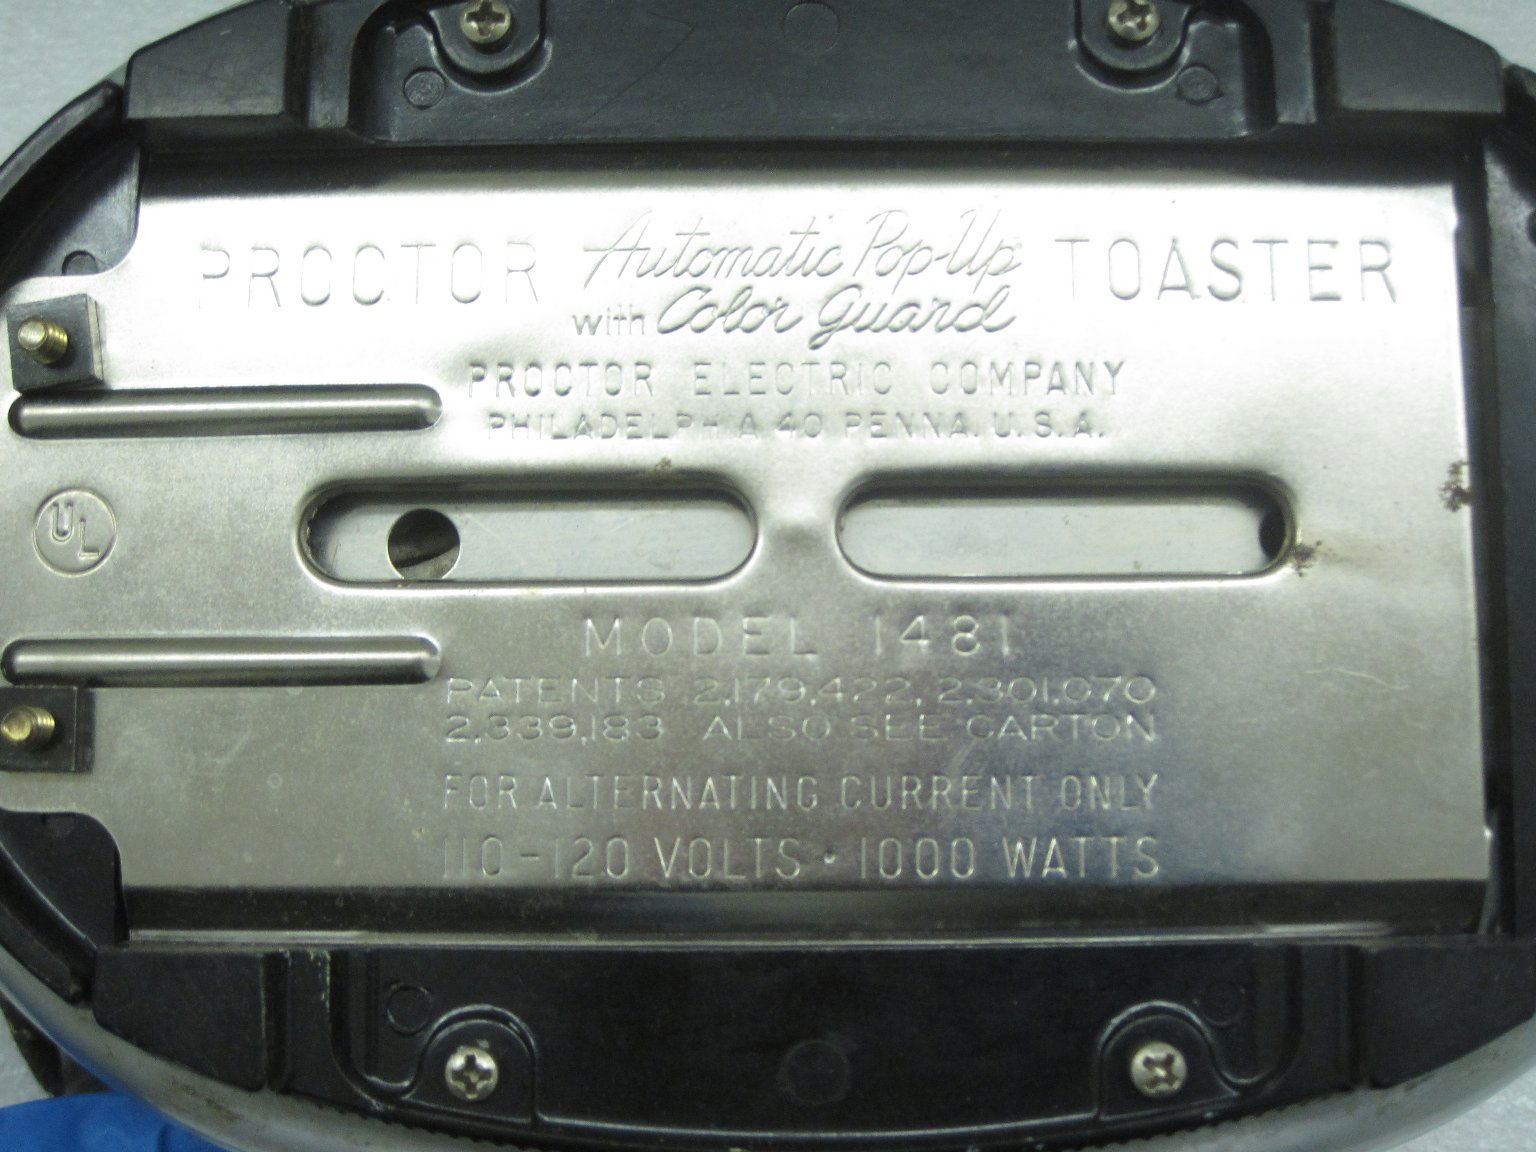 PROCTOR Automatic Pop-Up TOASTER
with Color Guard
PROCTOR ELECTRIC COMPANY
PHILADELPHIA 40 PENNA. U.S.A.
UL
MODEL 1481
PATENTS 2,179,422, 2,301,070
2,339,183 ALSO SEE CARTON
FOR ALTERNATING CURRENT ONLY
110-120 VOLTS · 1000 WATTS